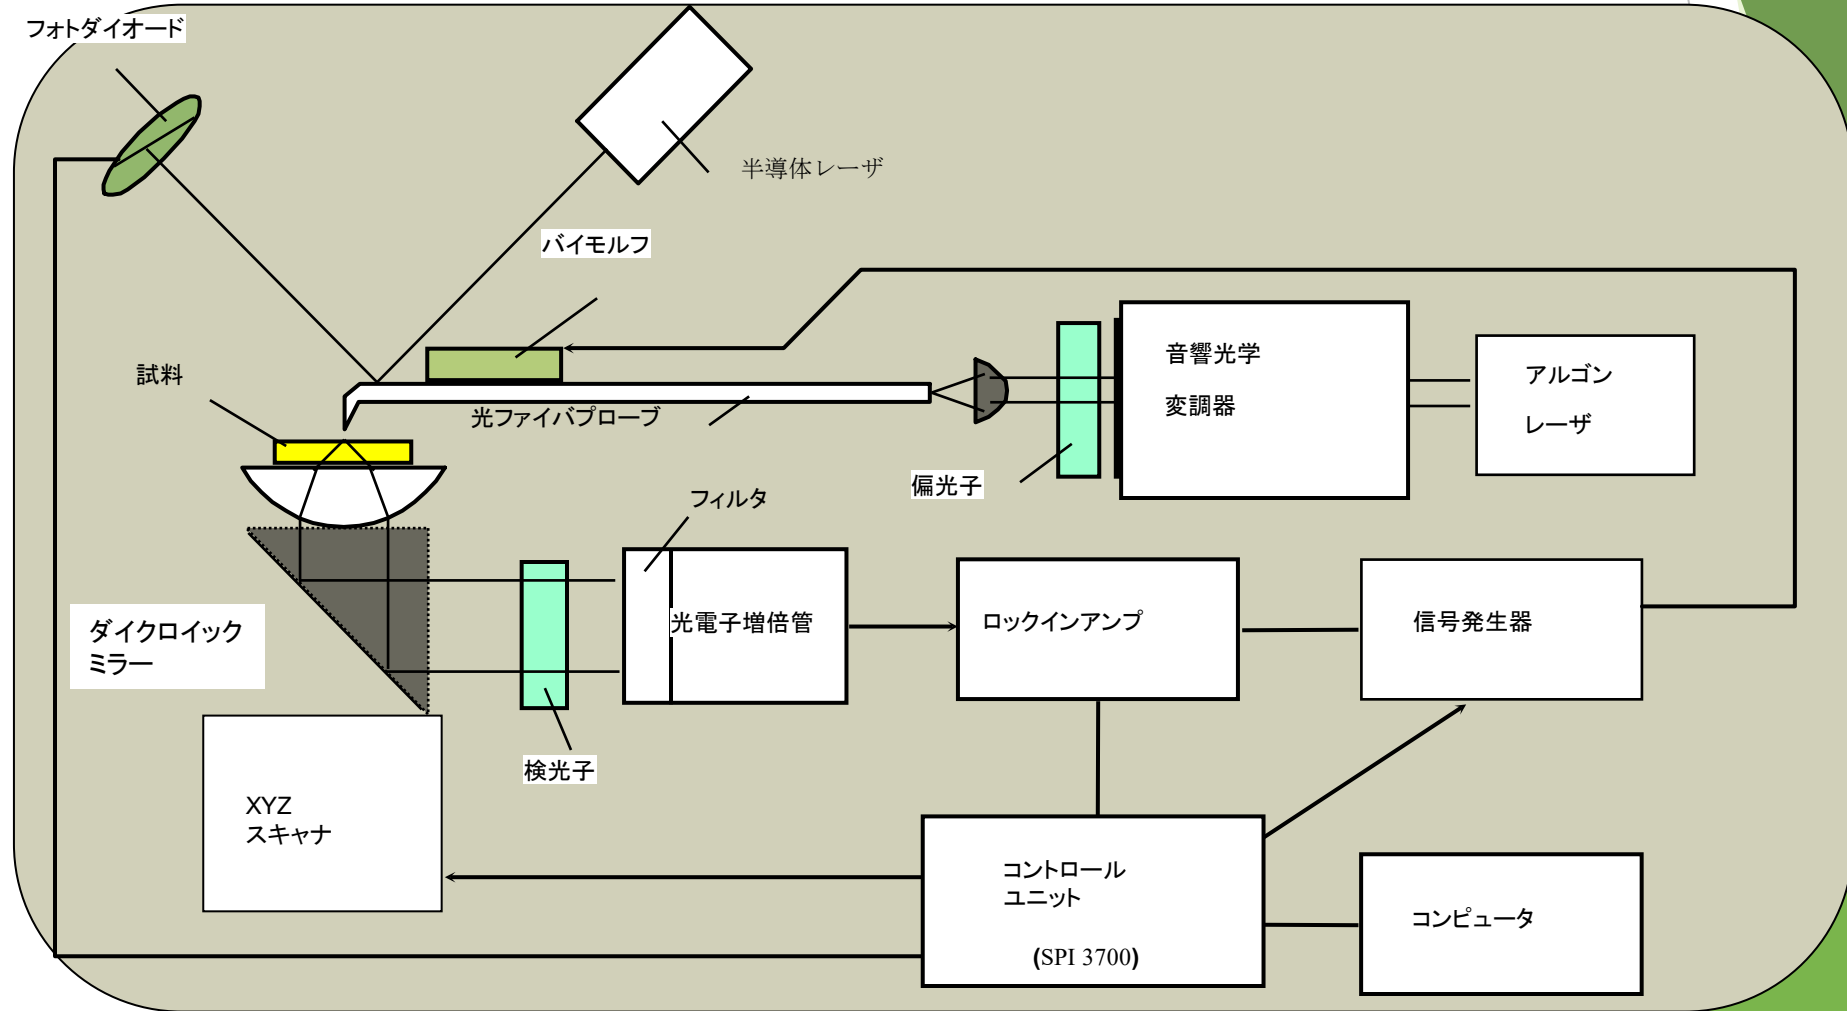 フォトダイオード
半導体レーザ
バイモルフ
試料
光ファイバプローブ
音響光学
変調器
アルゴン
レーザ
偏光子
フィルタ
ダイクロイック
ミラー
光電子増倍管
ロックインアンプ
信号発生器
検光子
XYZ
スキャナ
コントロール
ユニット
(SPI 3700)
コンピュータ